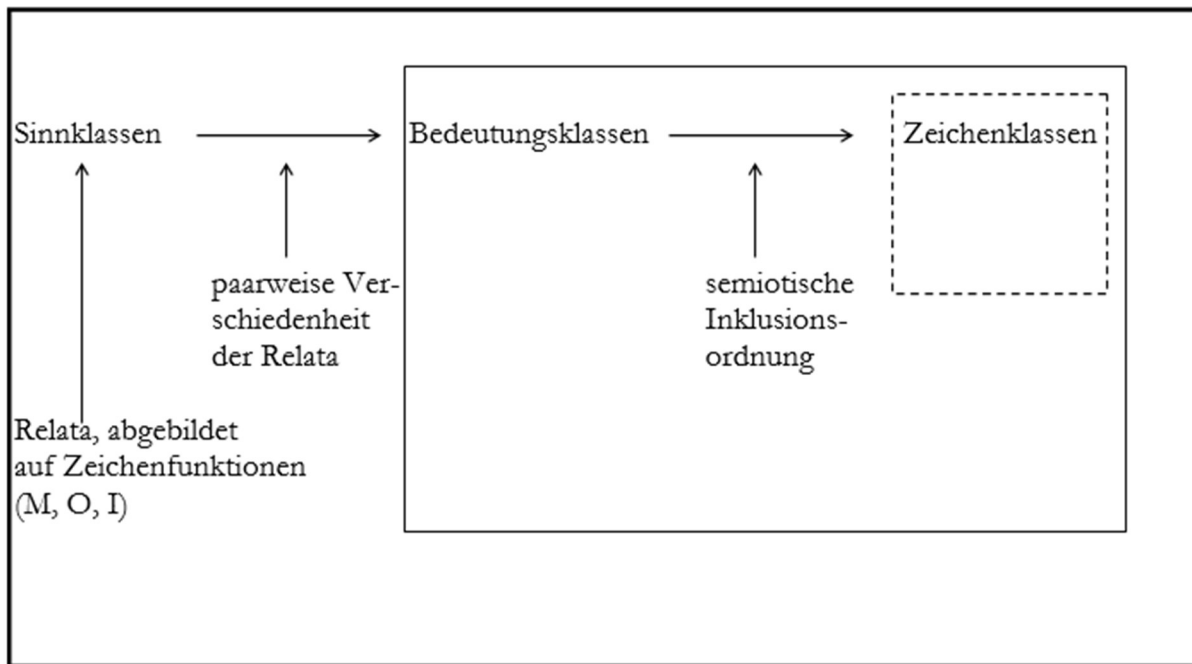 Sinnklassen
Bedeutungsklassen
Zeichenklassen
paarweise Ver-
schiedenheit
der Relata
semiotische
Inklusions-
ordnung
Relata, abgebildet
auf Zeichenfunktionen
(M, O, I)